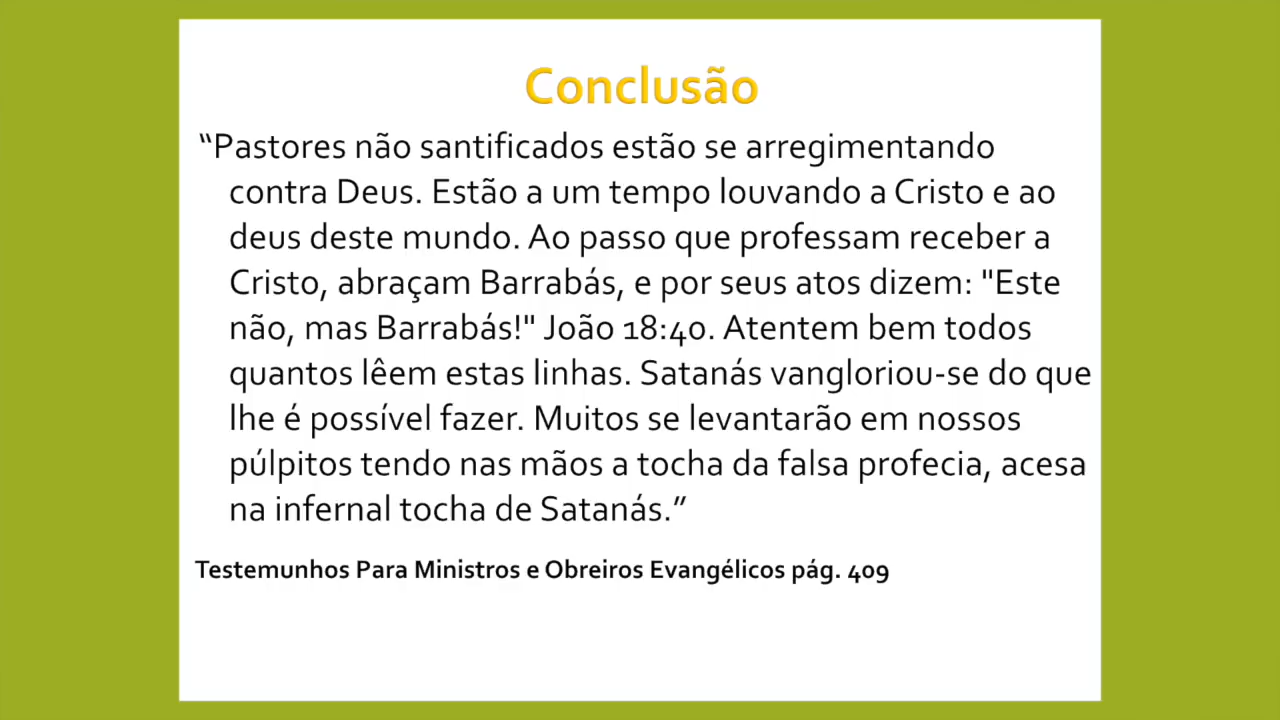 Conclusão
“Pastores não santificados estão se arregimentando
contra Deus. Estão a um tempo louvando a Cristo e ao
deus deste mundo. Ao passo que professam receber a
Cristo, abraçam Barrabás, e por seus atos dizem: "Este
não, mas Barrabás!" João 18:40. Atentem bem todos
quantos lêem estas linhas. Satanás vangloriou-se do que
lhe é possível fazer. Muitos se levantarão em nossos
púlpitos tendo nas mãos a tocha da falsa profecia, acesa
na infernal tocha de Satanás.”
Testemunhos Para Ministros e Obreiros Evangélicos pág. 409